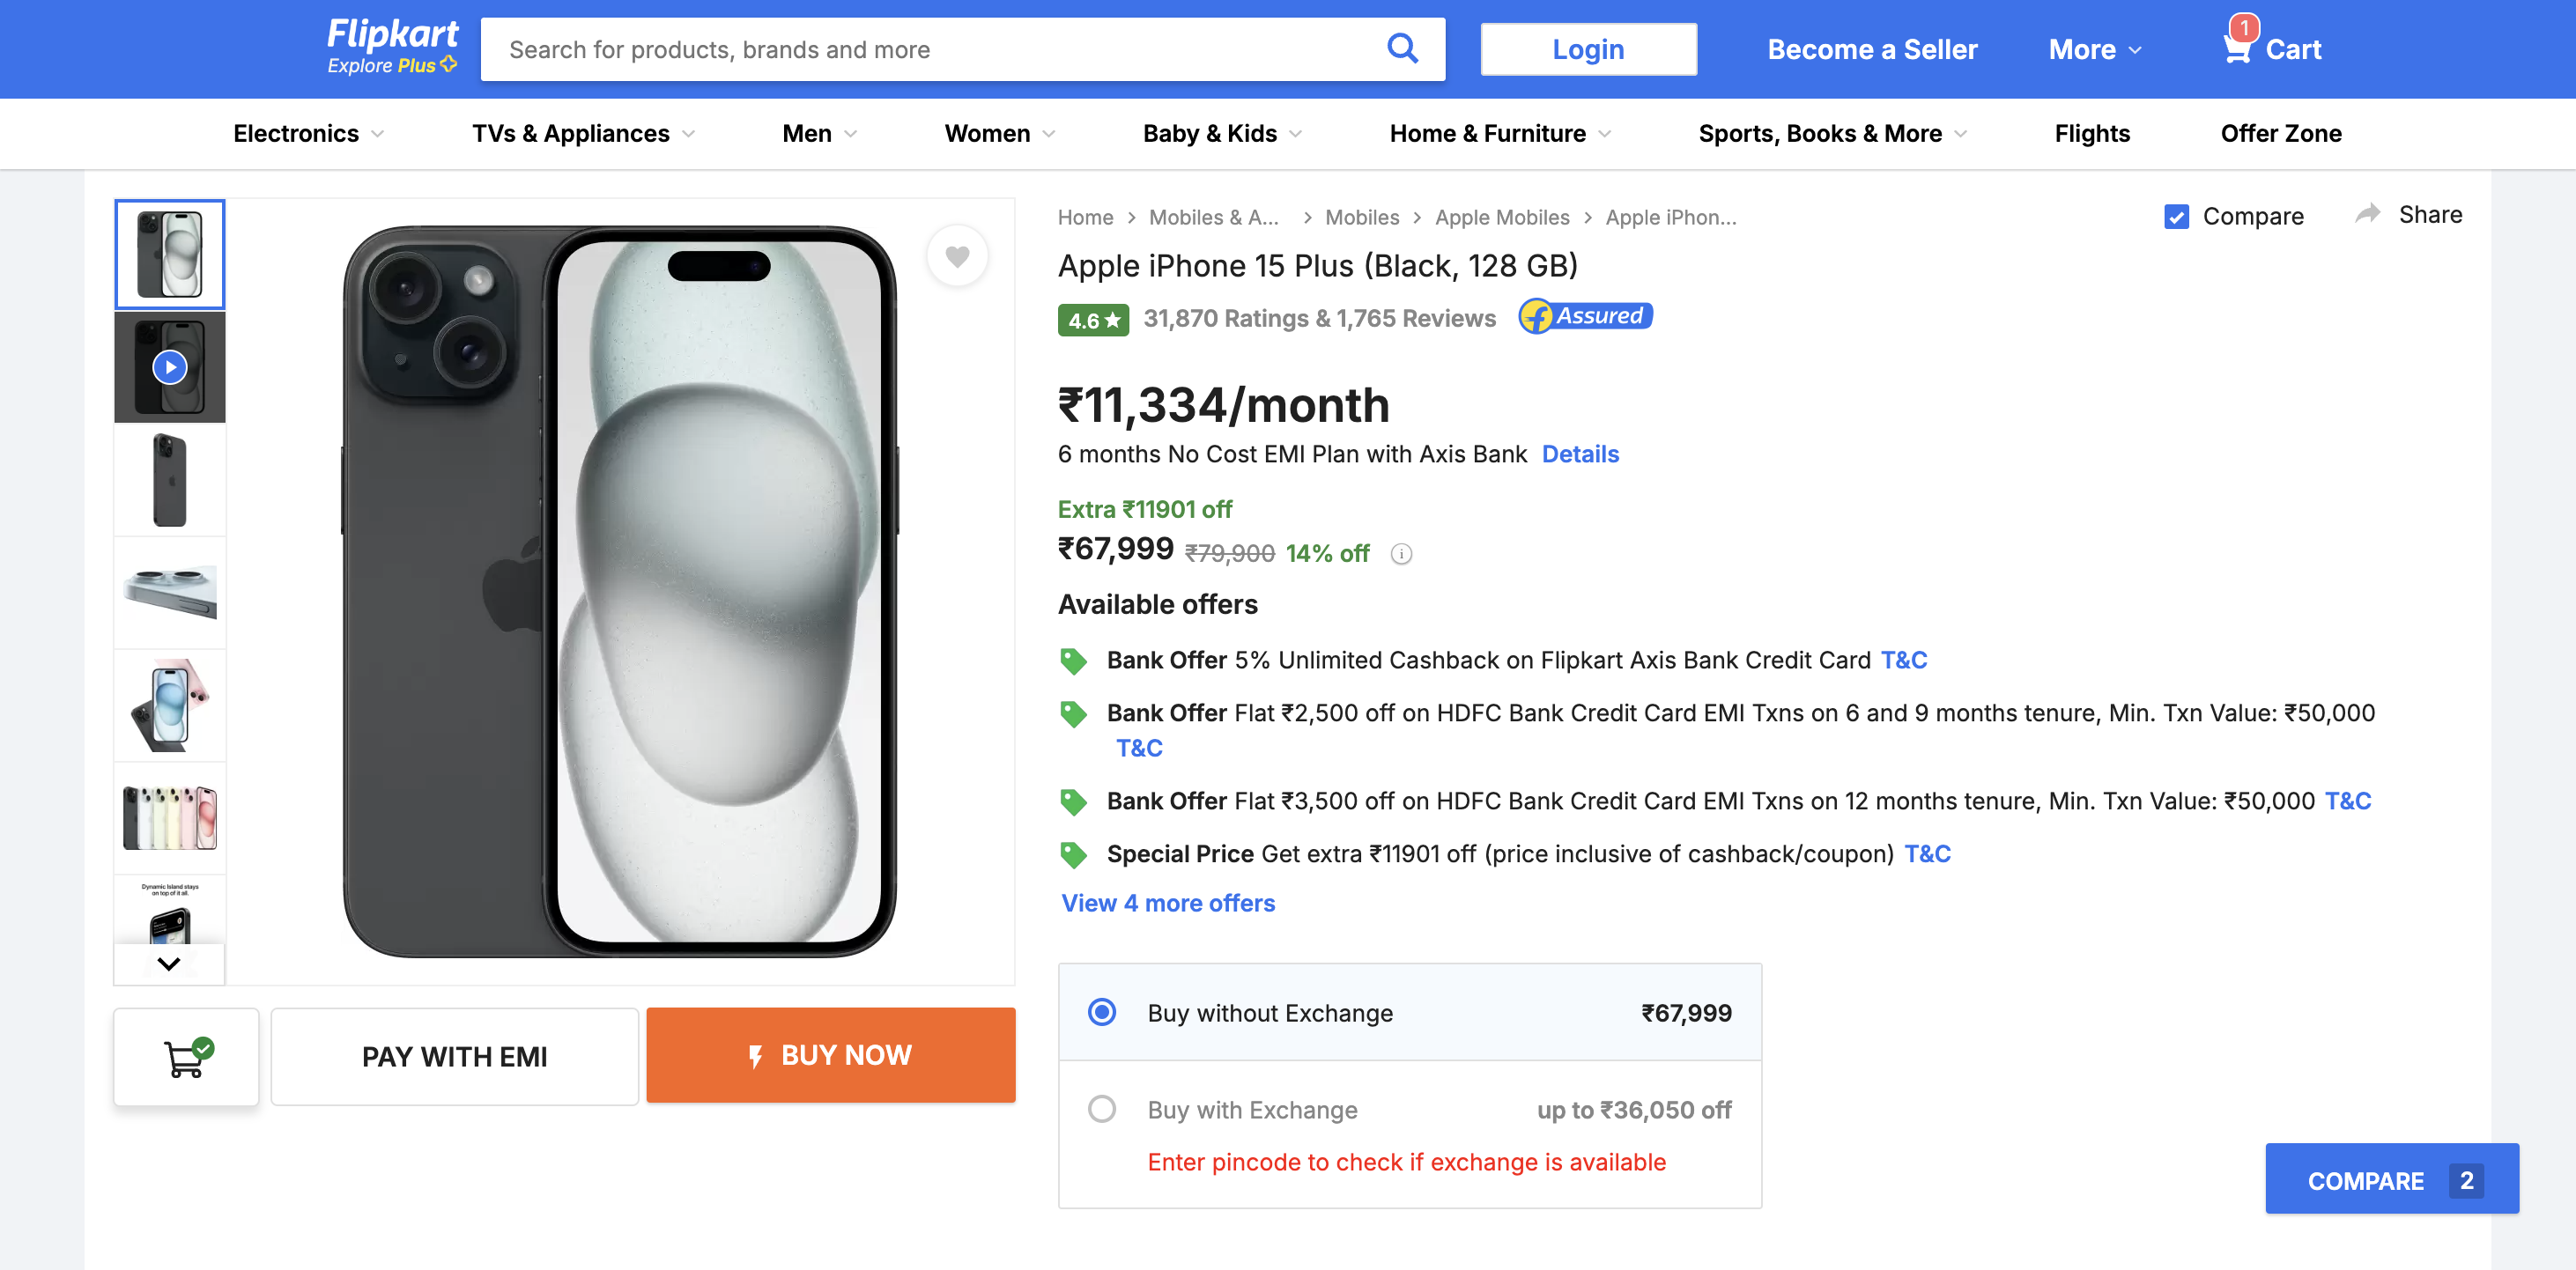 Flipkart
Explore Plus
Search for products, brands and more
Login
Become a Seller
More
1
Cart
Electronics
TVs & Appliances
Men
Women
Baby & Kids
Home & Furniture
Sports, Books & More
Flights
Offer Zone
Home
Mobiles & A...
Mobiles
Apple Mobiles
Apple iPhon...
Compare
Share
Apple iPhone 15 Plus (Black, 128 GB)
4.6★
31,870 Ratings & 1,765 Reviews
Assured
₹11,334/month
6 months No Cost EMI Plan with Axis Bank Details
Extra ₹11901 off
₹67,999 ₹79,900 14% off
Available offers
Bank Offer 5% Unlimited Cashback on Flipkart Axis Bank Credit Card T&C
Bank Offer Flat ₹2,500 off on HDFC Bank Credit Card EMI Txns on 6 and 9 months tenure, Min. Txn Value: ₹50,000
T&C
Bank Offer Flat ₹3,500 off on HDFC Bank Credit Card EMI Txns on 12 months tenure, Min. Txn Value: ₹50,000 T&C
Special Price Get extra ₹11901 off (price inclusive of cashback/coupon) T&C
View 4 more offers
Dynamic Island stays
on top of it all.
PAY WITH EMI
BUY NOW
Buy without Exchange
₹67,999
Buy with Exchange
up to ₹36,050 off
Enter pincode to check if exchange is available
COMPARE 2